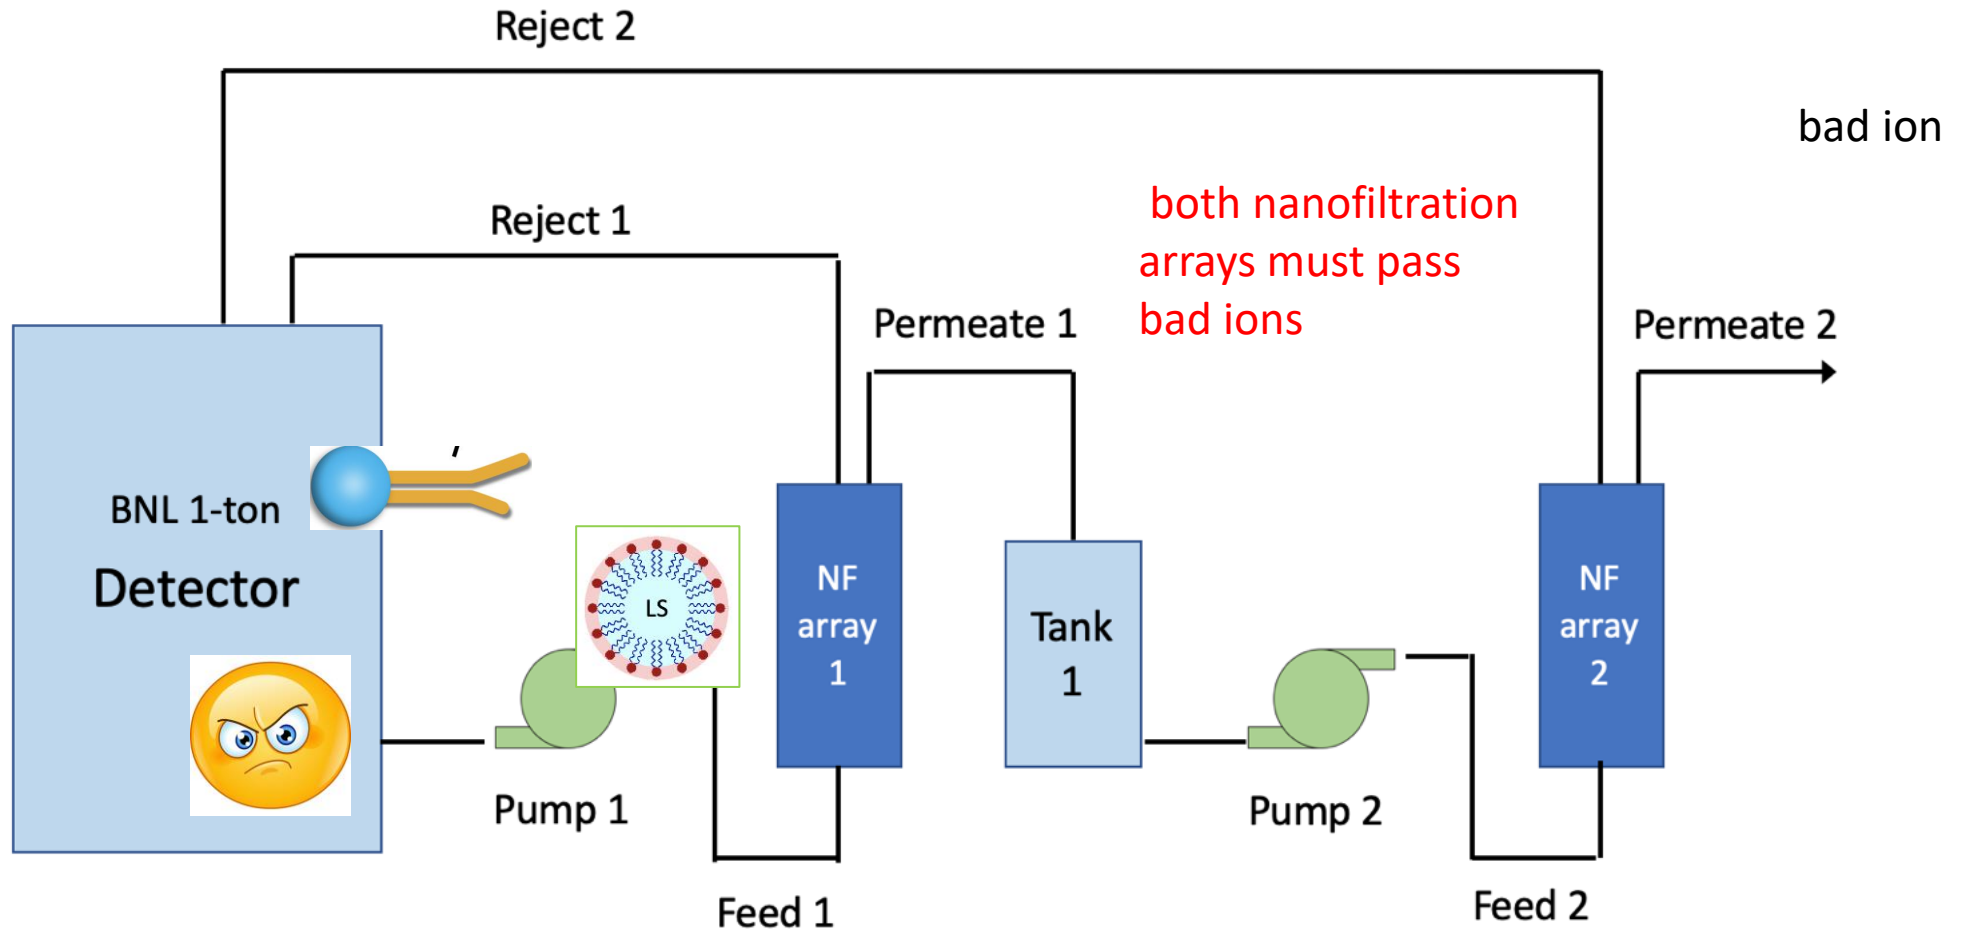 Reject 2
bad ion
both nanofiltration
arrays must pass
bad ions
Reject 1
Permeate 1
Permeate 2
,
BNL 1-ton
Detector
LS
NF
array
1
Tank
1
NF
array
2
Pump 1
Pump 2
Feed 1
Feed 2